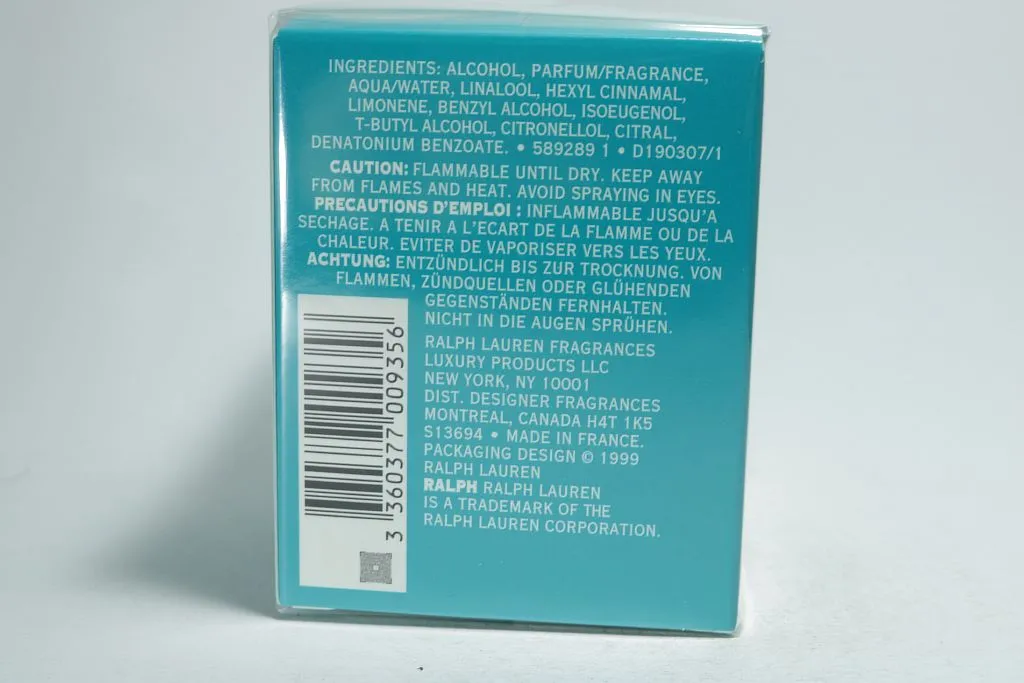 INGREDIENTS: ALCOHOL, PARFUM/FRAGRANCE,
AQUA/WATER, LINALOOL, HEXYL CINNAMAL,
LIMONENE, BENZYL ALCOHOL, ISOEUGENOL,
T-BUTYL ALCOHOL, CITRONELLOL, CITRAL,
DENATONIUM BENZOATE. • 589289 1 • D190307/1
CAUTION: FLAMMABLE UNTIL DRY. KEEP AWAY
FROM FLAMES AND HEAT. AVOID SPRAYING IN EYES.
PRECAUTIONS D'EMPLOI : INFLAMMABLE JUSQU'A
SECHAGE. A TENIR A L'ECART DE LA FLAMME OU DE LA
CHALEUR. EVITER DE VAPORISER VERS LES YEUX.
ACHTUNG: ENTZÜNDLICH BIS ZUR TROCKNUNG. VON
FLAMMEN, ZÜNDQUELLEN ODER GLÜHENDEN
GEGENSTÄNDEN FERNHALTEN.
NICHT IN DIE AUGEN SPRÜHEN.
RALPH LAUREN FRAGRANCES
LUXURY PRODUCTS LLC
NEW YORK, NY 10001
DIST. DESIGNER FRAGRANCES
MONTREAL, CANADA H4T 1K5
S13694 • MADE IN FRANCE.
PACKAGING DESIGN © 1999
RALPH LAUREN
RALPH RALPH LAUREN
IS A TRADEMARK OF THE
RALPH LAUREN CORPORATION.
3 360377 009356